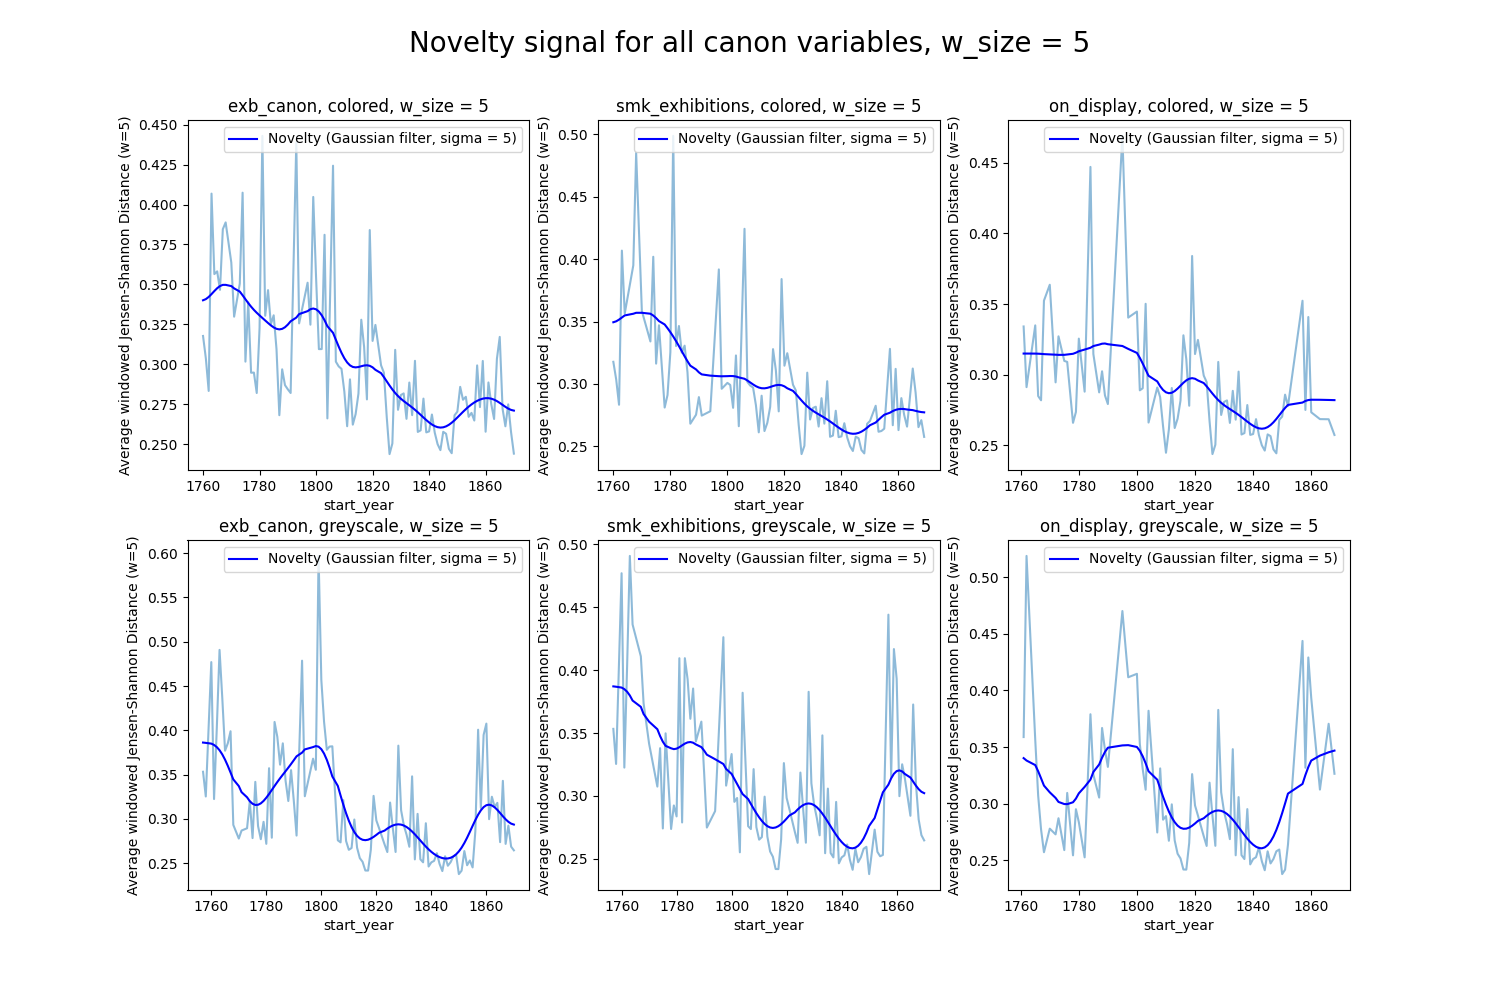 Novelty signal for all canon variables, w_size = 5
exb_canon, colored, w_size = 5
Average windowed Jensen-Shannon Distance (w=5)
0.450
0.425
0.400
0.375
0.350
0.325
0.300
0.275
0.250
Novelty (Gaussian filter, sigma = 5)
1760 1780 1800 1820 1840 1860
start_year
smk_exhibitions, colored, w_size = 5
Average windowed Jensen-Shannon Distance (w=5)
0.50
0.45
0.40
0.35
0.30
0.25
Novelty (Gaussian filter, sigma = 5)
1760 1780 1800 1820 1840 1860
start_year
on_display, colored, w_size = 5
Average windowed Jensen-Shannon Distance (w=5)
0.45
0.40
0.35
0.30
0.25
Novelty (Gaussian filter, sigma = 5)
1760 1780 1800 1820 1840 1860
start_year
exb_canon, greyscale, w_size = 5
Average windowed Jensen-Shannon Distance (w=5)
0.60
0.55
0.50
0.45
0.40
0.35
0.30
0.25
Novelty (Gaussian filter, sigma = 5)
1760 1780 1800 1820 1840 1860
start_year
smk_exhibitions, greyscale, w_size = 5
Average windowed Jensen-Shannon Distance (w=5)
0.50
0.45
0.40
0.35
0.30
0.25
Novelty (Gaussian filter, sigma = 5)
1760 1780 1800 1820 1840 1860
start_year
on_display, greyscale, w_size = 5
Average windowed Jensen-Shannon Distance (w=5)
0.50
0.45
0.40
0.35
0.30
0.25
Novelty (Gaussian filter, sigma = 5)
1760 1780 1800 1820 1840 1860
start_year